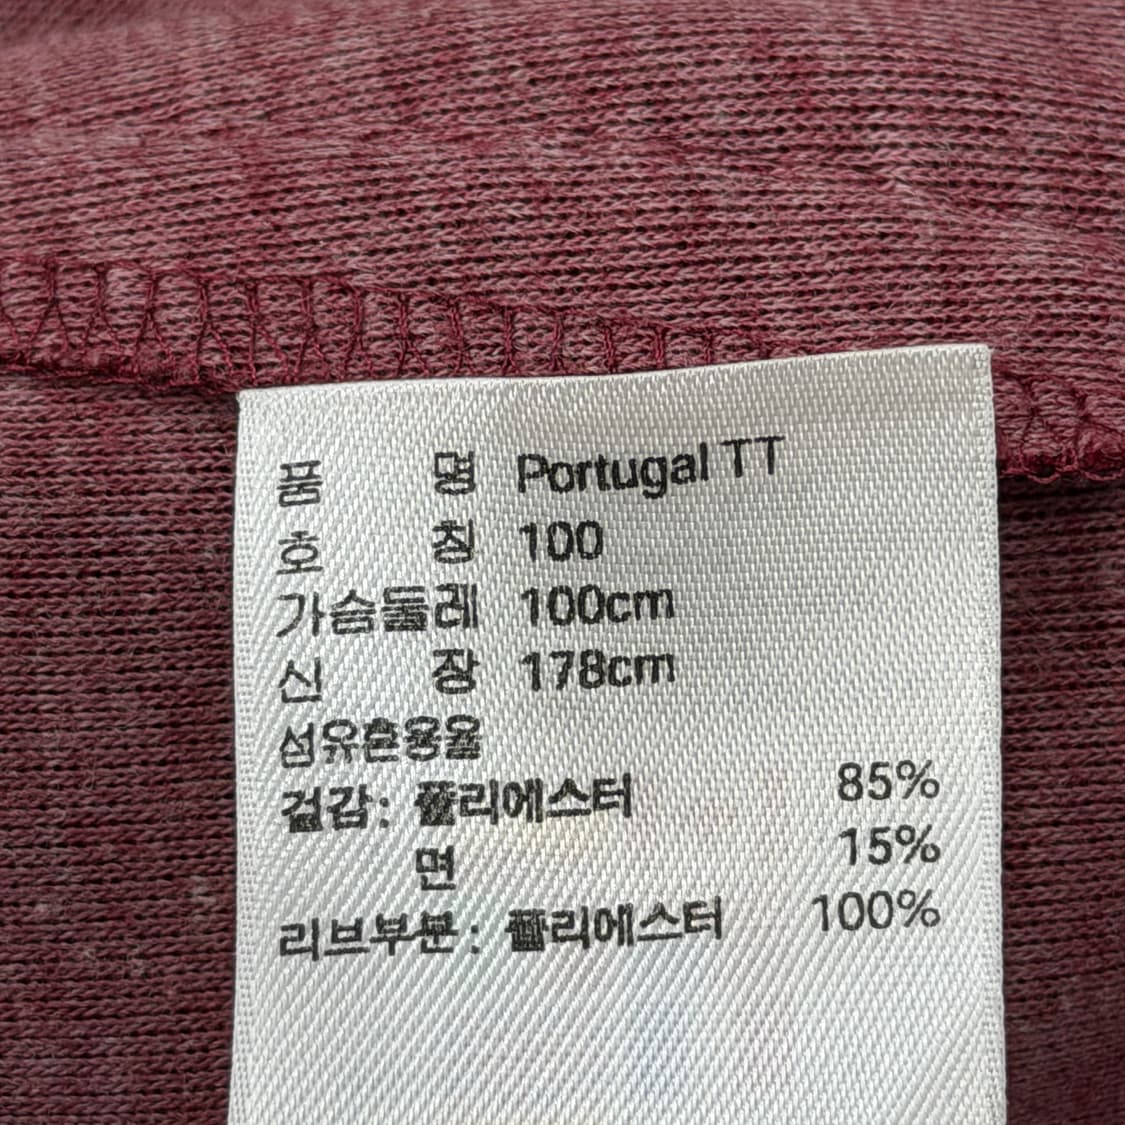 품 명 Portugal TT
호 칭 100
가슴둘레 100cm
신 장 178cm
섬유혼용율
겉감: 폴리에스터 85%
면 15%
리브부분: 폴리에스터 100%